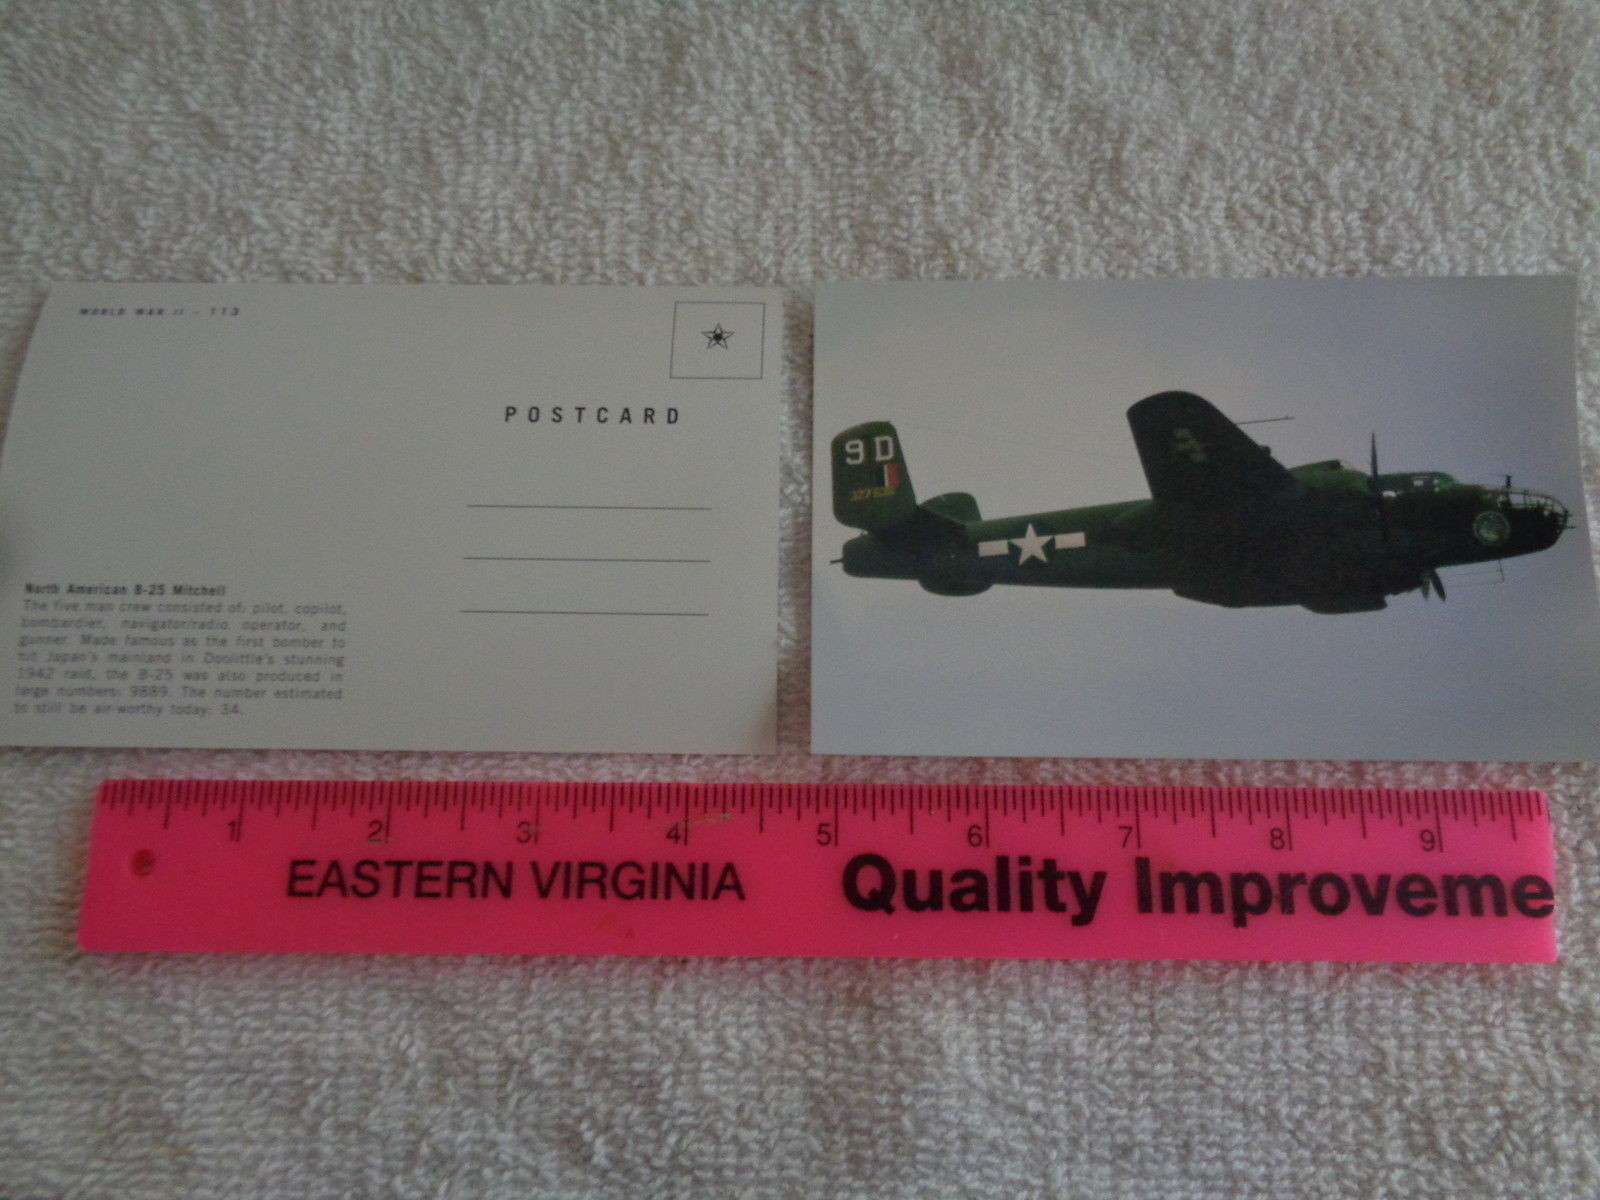 WORLD WAR II - 113
POSTCARD
North American B-25 Mitchell
The five man crew consisted of: pilot, copilot,
bombardier, navigator/radio operator, and
gunner. Made famous as the first bomber to
hit Japan's mainland in Doolittle's stunning
1942 raid, the B-25 was also produced in
large numbers: 9889. The number estimated
to still be air-worthy today: 34.
9 D
1 2 3 4 5 6 7 8 9
EASTERN VIRGINIA Quality Improveme